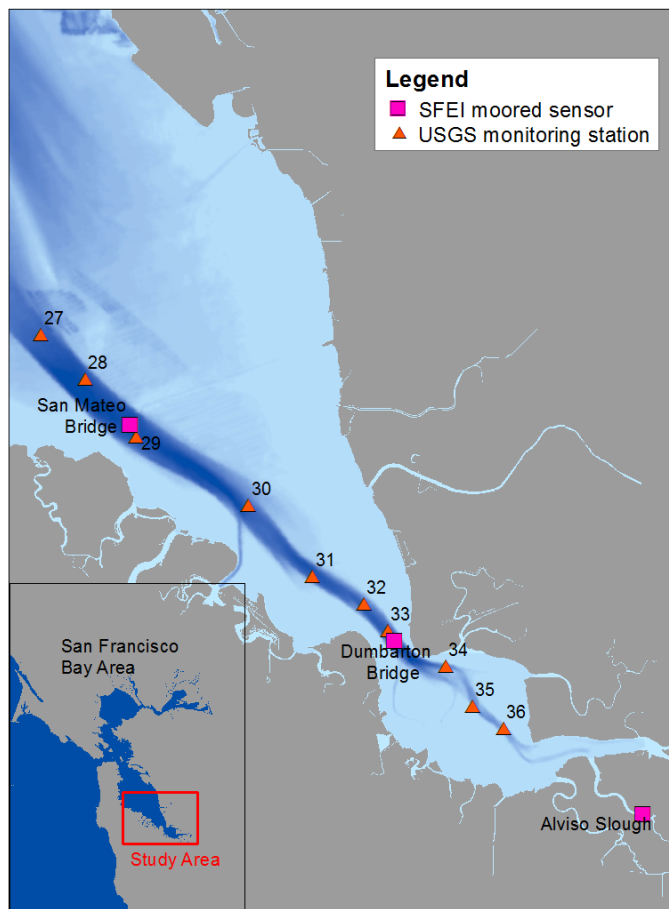 Legend
SFEI moored sensor
USGS monitoring station
27
28
San Mateo
Bridge
29
30
31
32
33
Dumbarton
Bridge
34
35
36
Alviso Slough
San Francisco
Bay Area
Study Area